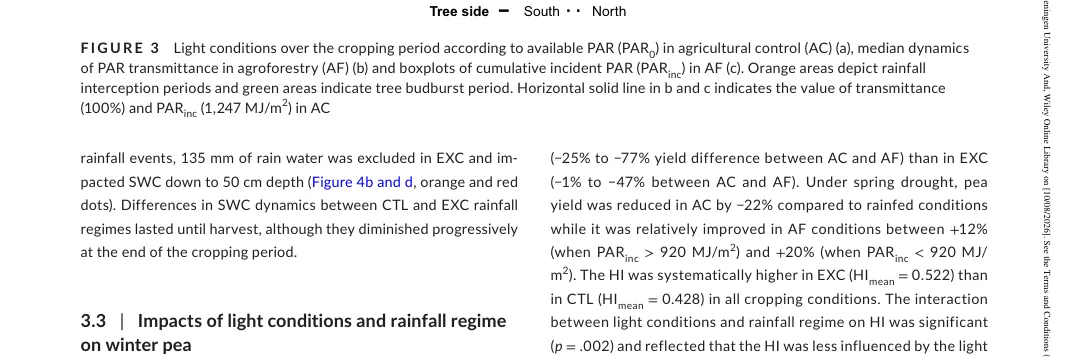 Tree side — South · · North
FIGURE 3 Light conditions over the cropping period according to available PAR (PAR0) in agricultural control (AC) (a), median dynamics
of PAR transmittance in agroforestry (AF) (b) and boxplots of cumulative incident PAR (PARinc) in AF (c). Orange areas depict rainfall
interception periods and green areas indicate tree budburst period. Horizontal solid line in b and c indicates the value of transmittance
(100%) and PARinc (1,247 MJ/m2) in AC
rainfall events, 135 mm of rain water was excluded in EXC and im-
pacted SWC down to 50 cm depth (Figure 4b and d, orange and red
dots). Differences in SWC dynamics between CTL and EXC rainfall
regimes lasted until harvest, although they diminished progressively
at the end of the cropping period.
3.3 | Impacts of light conditions and rainfall regime
on winter pea
(−25% to −77% yield difference between AC and AF) than in EXC
(−1% to −47% between AC and AF). Under spring drought, pea
yield was reduced in AC by −22% compared to rainfed conditions
while it was relatively improved in AF conditions between +12%
(when PARinc > 920 MJ/m2) and +20% (when PARinc < 920 MJ/
m2). The HI was systematically higher in EXC (HImean = 0.522) than
in CTL (HImean = 0.428) in all cropping conditions. The interaction
between light conditions and rainfall regime on HI was significant
(p = .002) and reflected that the HI was less influenced by the light
eningen University And, Wiley Online Library on [10/08/2026]. See the Terms and Conditions (